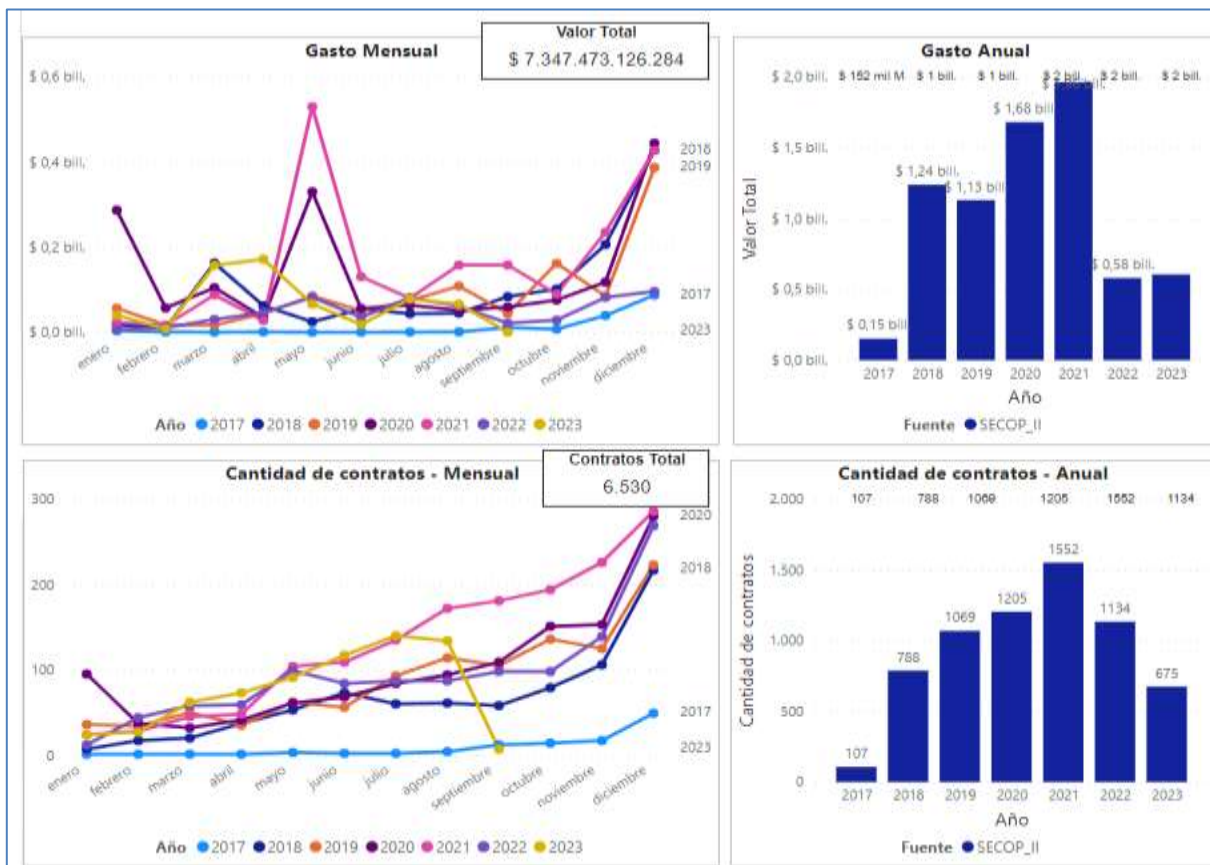 Gasto Mensual
Valor Total
$ 7.347.473.126.284
$ 0,6 bill.
$ 0,4 bill.
$ 0,2 bill.
$ 0,0 bill.
2018
2019
2017
2023
enero febrero marzo abril mayo junio julio agosto septiembre octubre noviembre diciembre
Año 2017 2018 2019 2020 2021 2022 2023
Gasto Anual
$ 152 mil M $ 1 bill. $ 1 bill. $ 2 bill. $ 2 bill. $ 2 bill.
$ 2,0 bill.
$ 1,5 bill.
$ 1,0 bill.
$ 0,5 bill.
$ 0,0 bill.
Valor Total
$ 0,15 bill.
$ 1,24 bill.
$ 1,13 bill.
$ 1,68 bill.
$ 0,58 bill.
2017 2018 2019 2020 2021 2022 2023
Año
Fuente SECOP_II
Cantidad de contratos - Mensual
Contratos Total
6.530
300
200
100
0
2020
2018
2017
2023
enero febrero marzo abril mayo junio julio agosto septiembre octubre noviembre diciembre
Año 2017 2018 2019 2020 2021 2022 2023
Cantidad de contratos - Anual
107 788 1069 1205 1552 1134
2.000
1.500
1.000
500
0
Cantidad de contratos
107
788
1069
1205
1552
1134
675
2017 2018 2019 2020 2021 2022 2023
Año
Fuente SECOP_II